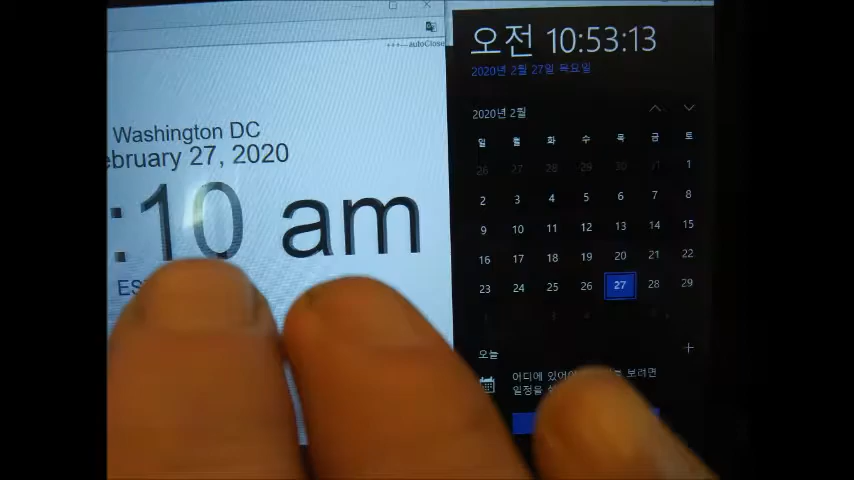 +++—autoClose
Washington DC
ebruary 27, 2020
:10 am
ES
오전 10:53:13
2020년 2월 27일 목요일
2020년 2월
일 월 화 수 목 금 토
26 27 28 29 30 31 1
2 3 4 5 6 7 8
9 10 11 12 13 14 15
16 17 18 19 20 21 22
23 24 25 26 27 28 29
오늘
어디에 있어 보려면
일정을